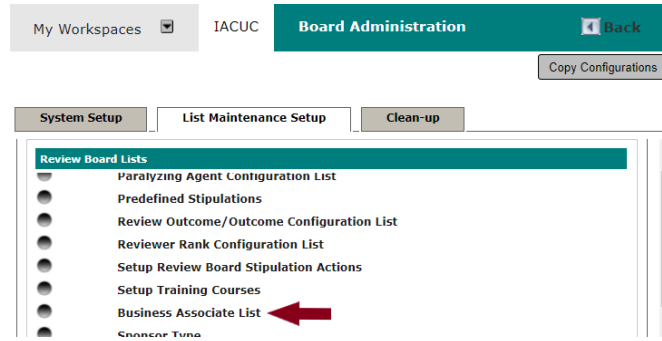 My Workspaces IACUC Board Administration Back
Copy Configurations
System Setup List Maintenance Setup Clean-up
Review Board Lists
Paralyzing Agent Configuration List
Predefined Stipulations
Review Outcome/Outcome Configuration List
Reviewer Rank Configuration List
Setup Review Board Stipulation Actions
Setup Training Courses
Business Associate List
Sponsor Type